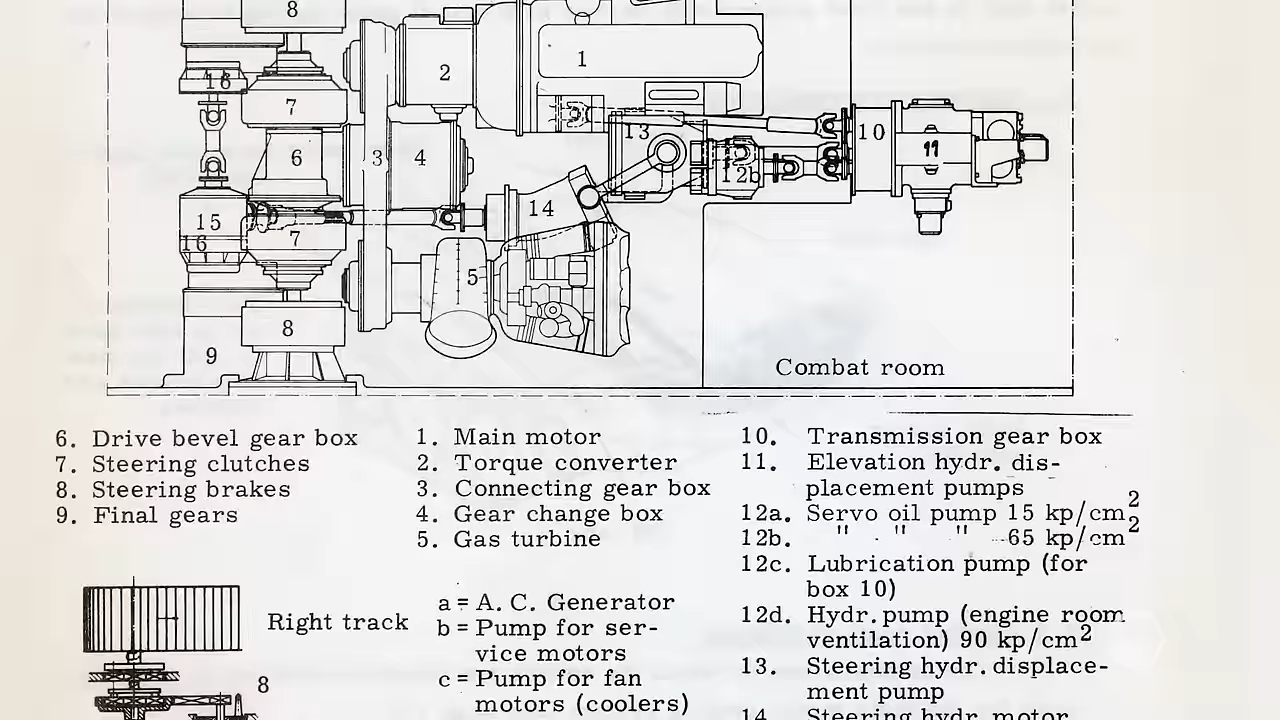 8
1
16
2
7
13
10
6
3
4
11
12b
15
14
16
7
5
8
9
Combat room
6. Drive bevel gear box
7. Steering clutches
8. Steering brakes
9. Final gears
1. Main motor
2. Torque converter
3. Connecting gear box
4. Gear change box
5. Gas turbine
10. Transmission gear box
11. Elevation hydr. dis-
placement pumps
12a. Servo oil pump 15 kp/cm2
12b. " " " 65 kp/cm2
12c. Lubrication pump (for
box 10)
12d. Hydr. pump (engine room
ventilation) 90 kp/cm2
13. Steering hydr. displace-
ment pump
14. Steering hydr. motor
Right track
8
a = A. C. Generator
b = Pump for ser-
vice motors
c = Pump for fan
motors (coolers)